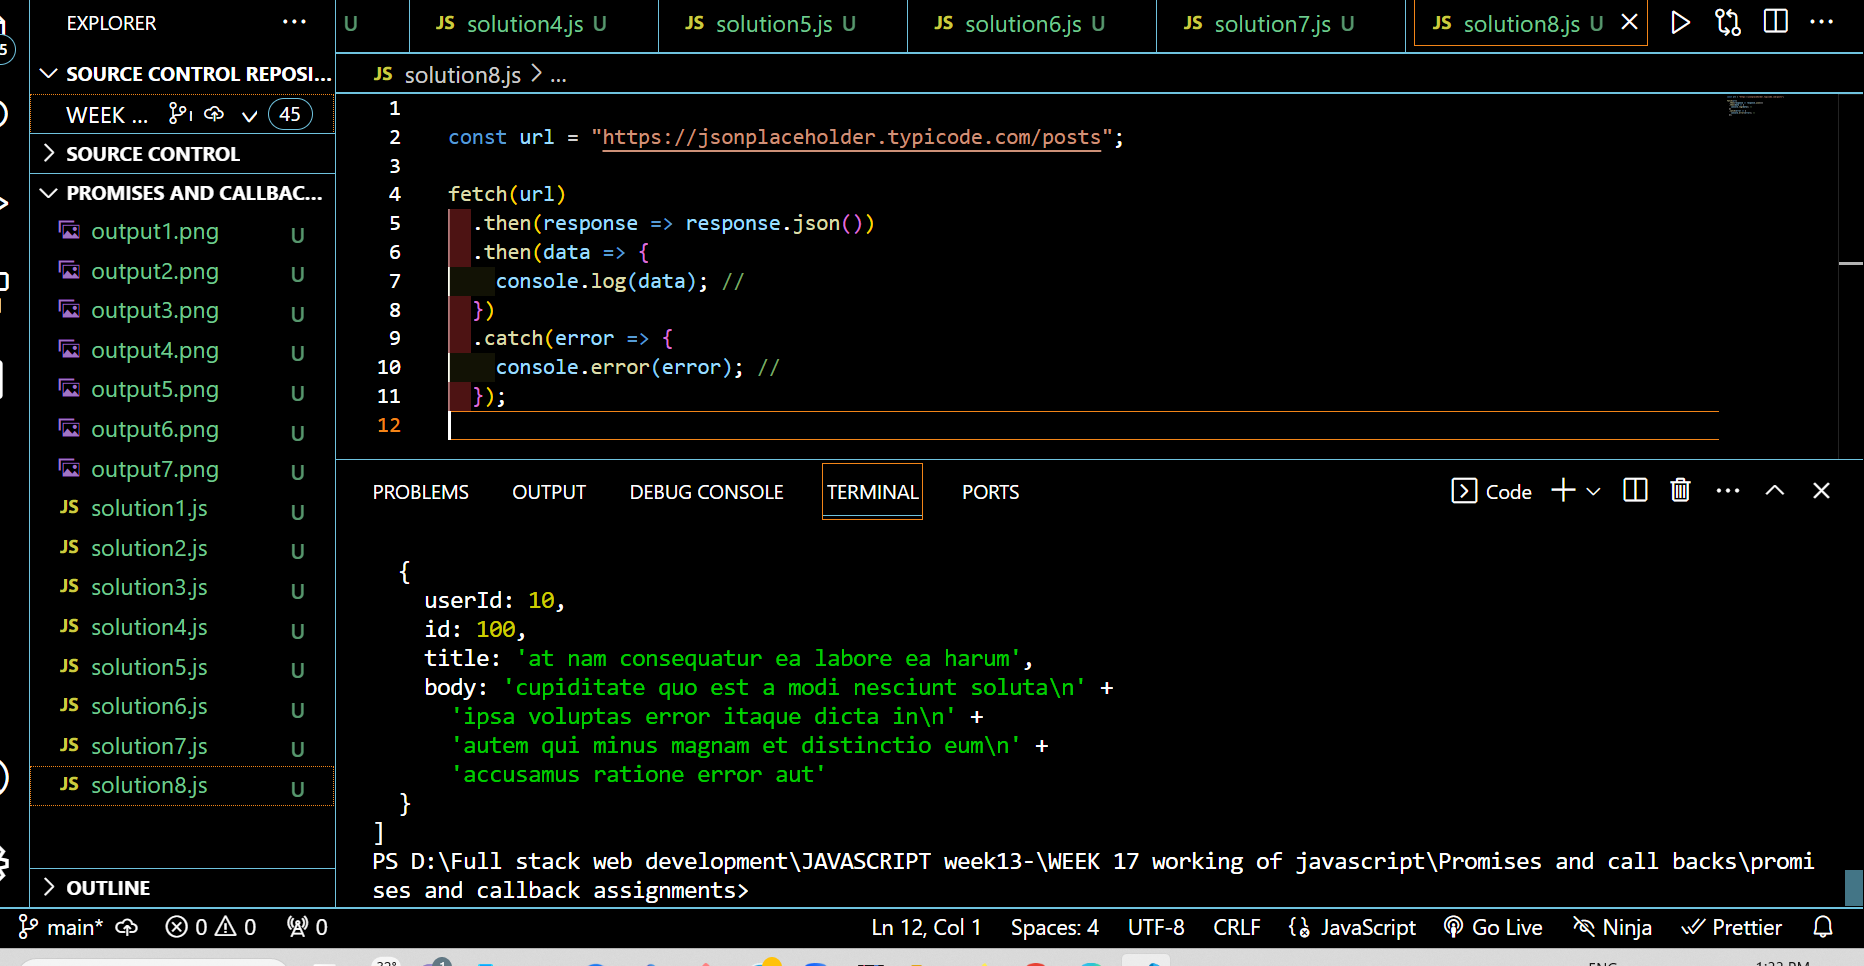 EXPLORER
SOURCE CONTROL REPOSI...
WEEK ... 45
SOURCE CONTROL
PROMISES AND CALLBAC...
output1.png U
output2.png U
output3.png U
output4.png U
output5.png U
output6.png U
output7.png U
JS solution1.js U
JS solution2.js U
JS solution3.js U
JS solution4.js U
JS solution5.js U
JS solution6.js U
JS solution7.js U
JS solution8.js U
OUTLINE
U JS solution4.js U JS solution5.js U JS solution6.js U JS solution7.js U JS solution8.js U
JS solution8.js > ...
1
2 const url = "https://jsonplaceholder.typicode.com/posts";
3
4 fetch(url)
5 .then(response => response.json())
6 .then(data => {
7 console.log(data); //
8 })
9 .catch(error => {
10 console.error(error); //
11 });
12
PROBLEMS OUTPUT DEBUG CONSOLE TERMINAL PORTS Code
{
userId: 10,
id: 100,
title: 'at nam consequatur ea labore ea harum',
body: 'cupiditate quo est a modi nesciunt soluta\n' +
'ipsa voluptas error itaque dicta in\n' +
'autem qui minus magnam et distinctio eum\n' +
'accusamus ratione error aut'
}
]
PS D:\Full stack web development\JAVASCRIPT week13-\WEEK 17 working of javascript\Promises and call backs\promi
ses and callback assignments>
main* 0 0 0 Ln 12, Col 1 Spaces: 4 UTF-8 CRLF JavaScript Go Live Ninja Prettier